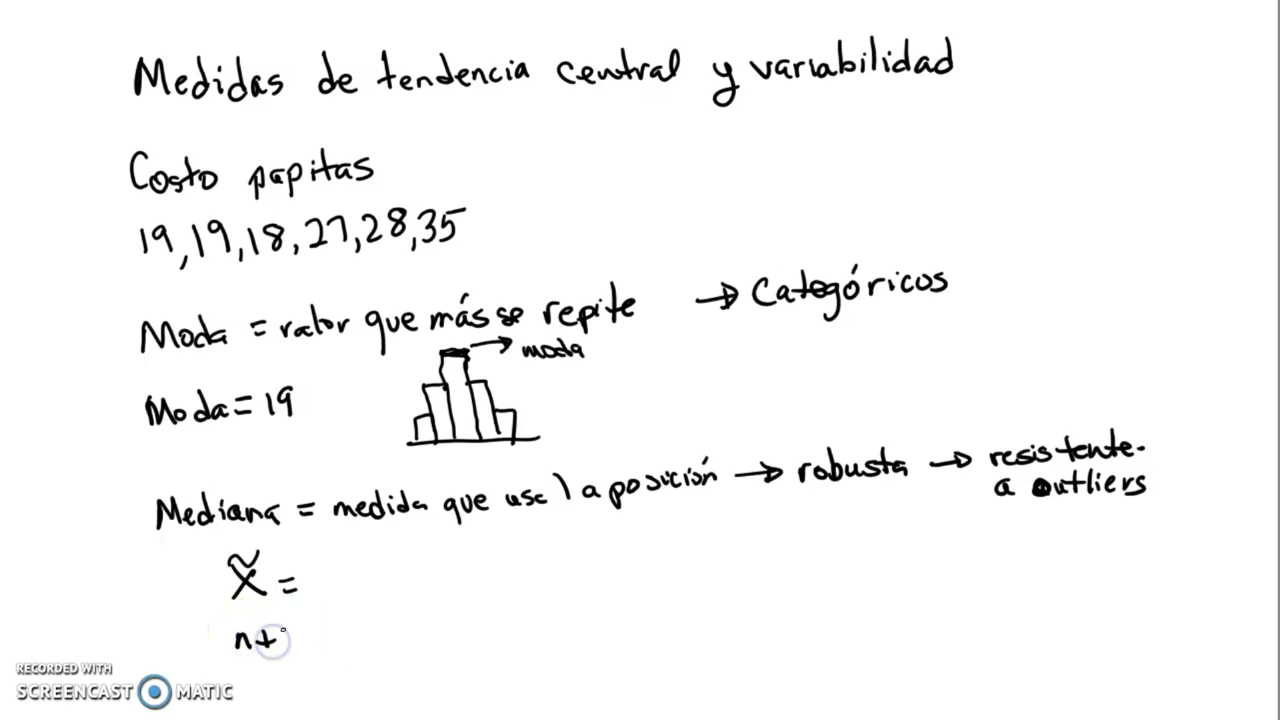 Medidas de tendencia central y variabilidad
Costo papitas
19, 19, 18, 27, 28, 35
Moda = valor que más se repite → Categóricos
→ moda
Moda = 19
Mediana = medida que use la posición → robusta → resistente
a outliers
x̃ =
n+
RECORDED WITH
SCREENCAST MATIC